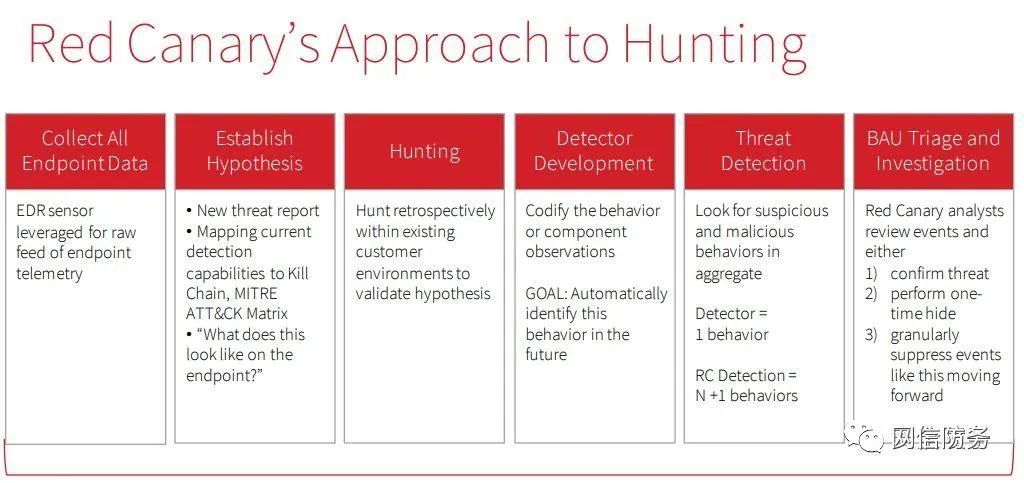 Red Canary’s Approach to Hunting
Collect All
Endpoint Data
EDR sensor
leveraged for raw
feed of endpoint
telemetry
Establish
Hypothesis
• New threat report
• Mapping current
detection
capabilities to Kill
Chain, MITRE
ATT&CK Matrix
• “What does this
look like on the
endpoint?”
Hunting
Hunt retrospectively
within existing
customer
environments to
validate hypothesis
Detector
Development
Codify the behavior
or component
observations
GOAL: Automatically
identify this
behavior in the
future
Threat
Detection
Look for suspicious
and malicious
behaviors in
aggregate
Detector =
1 behavior
RC Detection =
N +1 behaviors
BAU Triage and
Investigation
Red Canary analysts
review events and
either
1) confirm threat
2) perform one-
time hide
3) granularly
suppress events
like this moving
forward
网信防务